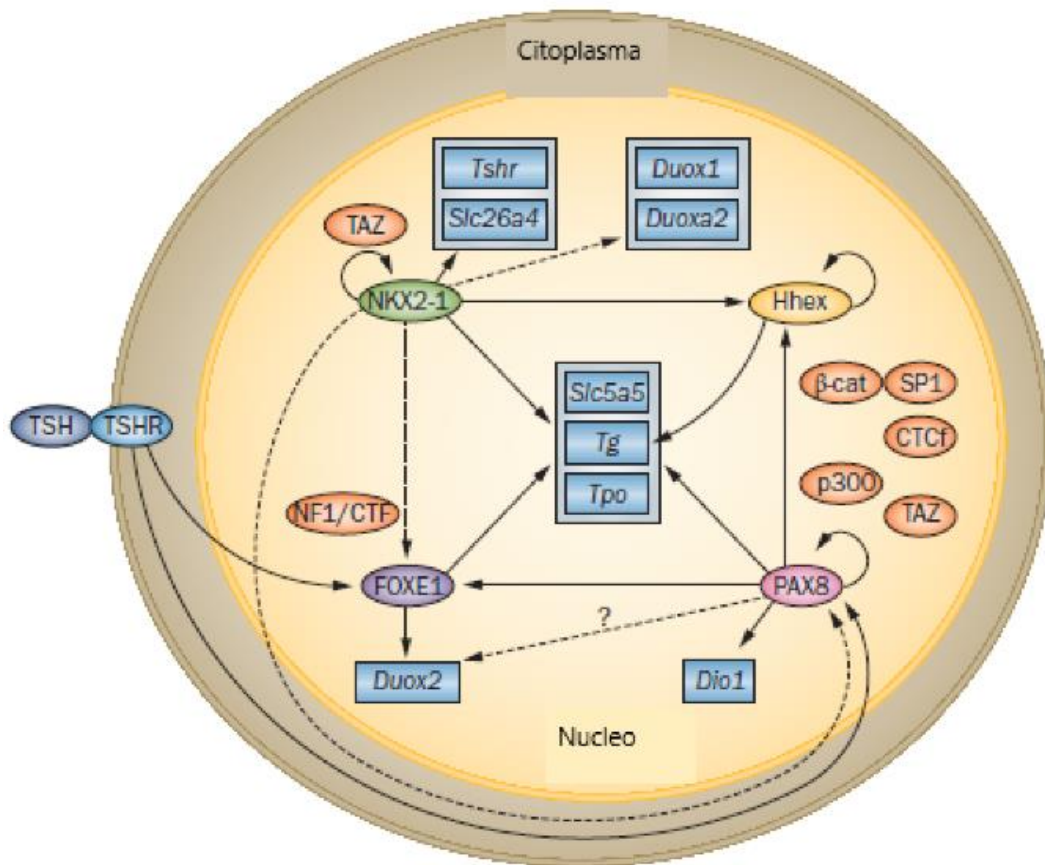 Citoplasma
Tshr
Duox1
Slc26a4
Duoxa2
TAZ
NKX2-1
Hhex
Slc5a5
β-cat
SP1
TSH
TSHR
Tg
CTCf
Tpo
p300
NF1/CTF
TAZ
FOXE1
PAX8
?
Duox2
Dio1
Nucleo